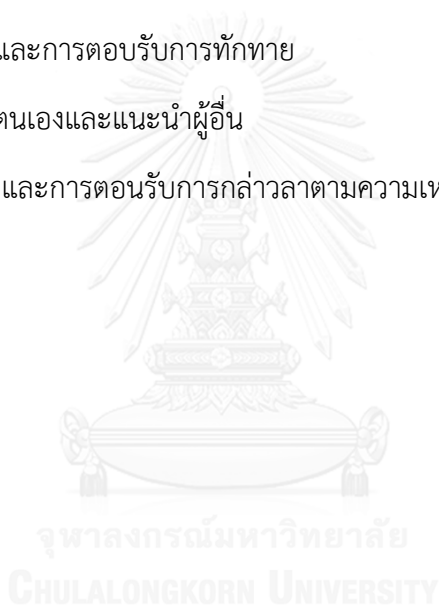 และการตอบรับการทักทาย
ตนเองและแนะนำผู้อื่น
และการตอนรับการกล่าวลาตามความเห
จุฬาลงกรณ์มหาวิทยาลัย
CHULALONGKORN UNIVERSITY